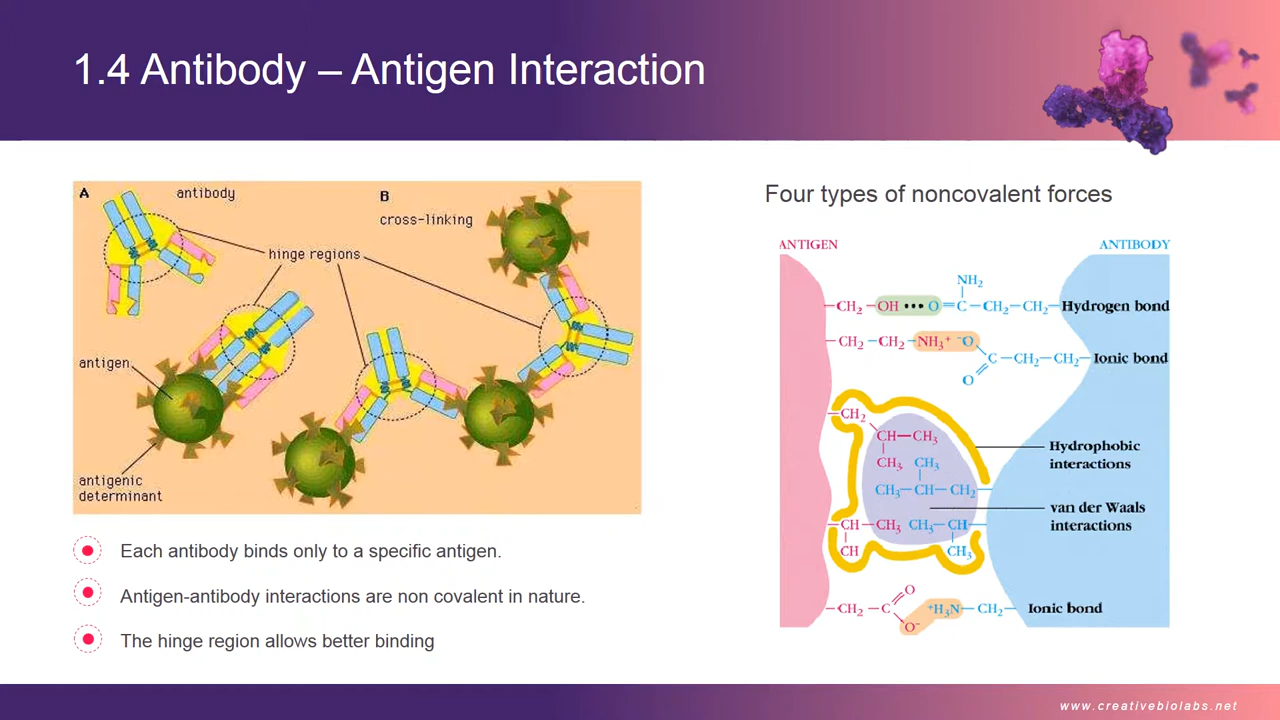 1.4 Antibody – Antigen Interaction
A
antibody
B
cross-linking
hinge regions
antigen
antigenic
determinant
Each antibody binds only to a specific antigen.
Antigen-antibody interactions are non covalent in nature.
The hinge region allows better binding
Four types of noncovalent forces
ANTIGEN
ANTIBODY
NH₂
CH₂—OH•••O=C—CH₂—CH₂—Hydrogen bond
CH₂—CH₂—NH₃⁺ ⁻O
C—CH₂—CH₂—Ionic bond
O
CH₂
CH—CH₃
CH₃ CH₃
CH₃—CH—CH₂
Hydrophobic
interactions
van der Waals
interactions
CH—CH₃ CH₃—CH
CH CH₃
O
CH₂—C ⁺H₃N—CH₂— Ionic bond
O⁻
www.creativebiolabs.net